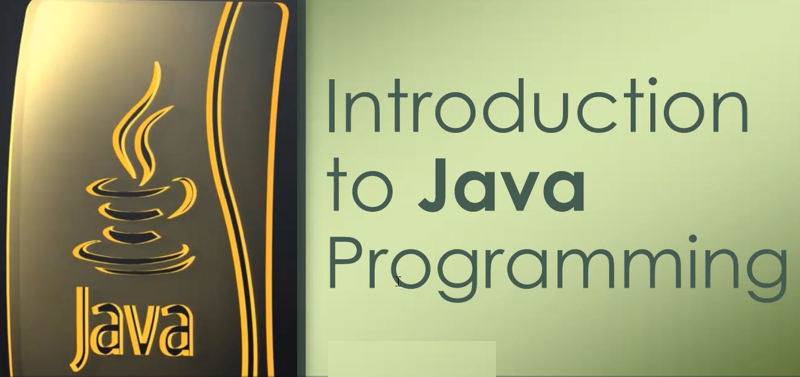 Java
Introduction
to Java
Programming